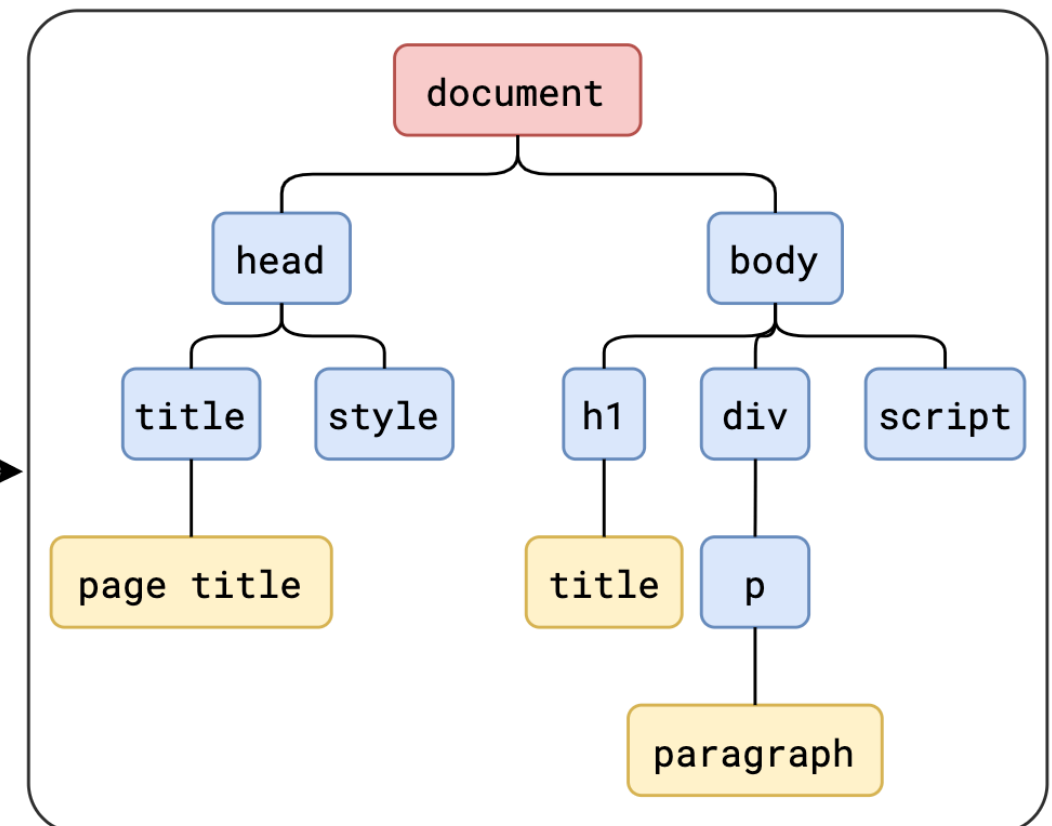 document
head
body
title
style
h1
div
script
page title
title
p
paragraph